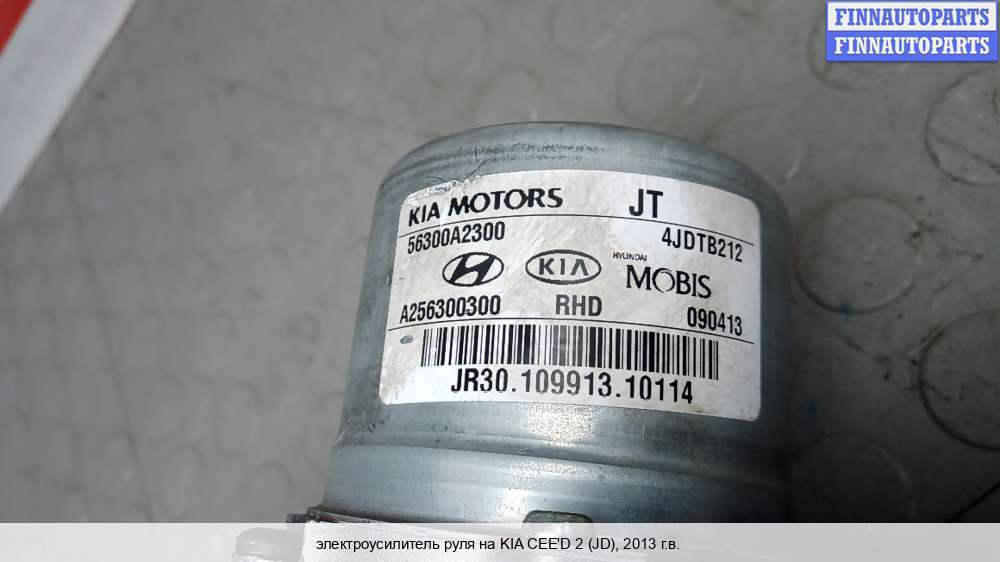 FINNAUTOPARTS
FINNAUTOPARTS
KIA MOTORS JT
56300A2300 4JDTB212
KIA HYUNDAI MOBIS
A256300300 RHD 090413
JR30.109913.10114
электроусилитель руля на KIA CEE'D 2 (JD), 2013 г.в.